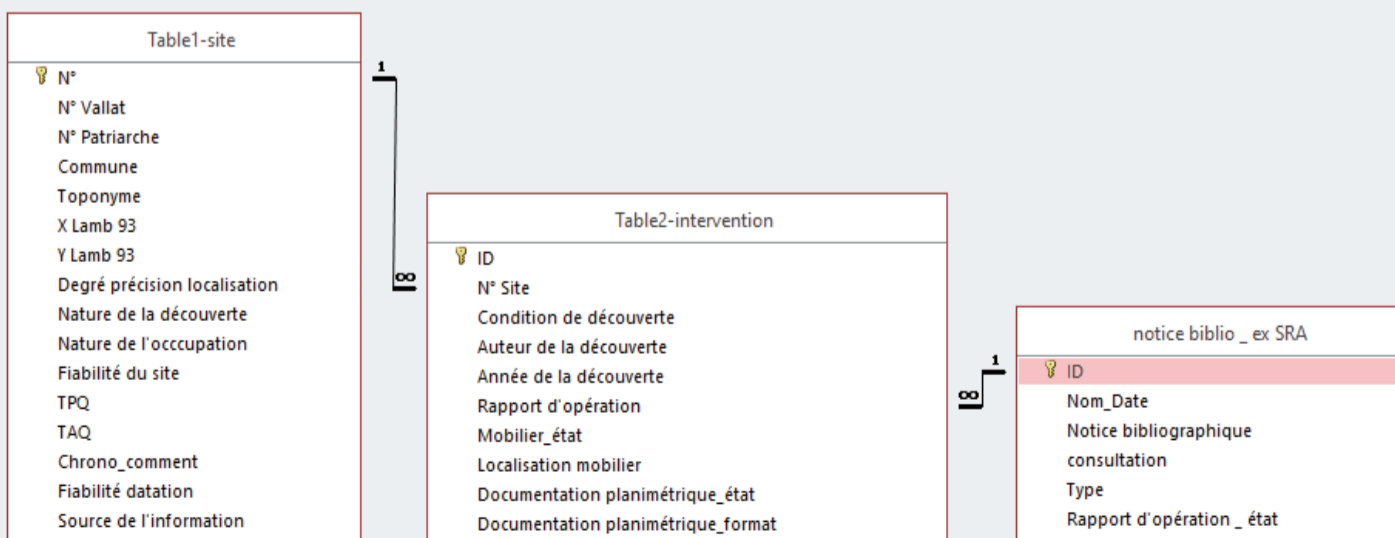 Table1-site
N°
N° Vallat
N° Patriarche
Commune
Toponyme
X Lamb 93
Y Lamb 93
Degré précision localisation
Nature de la découverte
Nature de l'occcupation
Fiabilité du site
TPQ
TAQ
Chrono_comment
Fiabilité datation
Source de l'information
1
∞
Table2-intervention
ID
N° Site
Condition de découverte
Auteur de la découverte
Année de la découverte
Rapport d'opération
Mobilier_état
Localisation mobilier
Documentation planimétrique_état
Documentation planimétrique_format
1
∞
notice biblio _ ex SRA
ID
Nom_Date
Notice bibliographique
consultation
Type
Rapport d'opération _ état